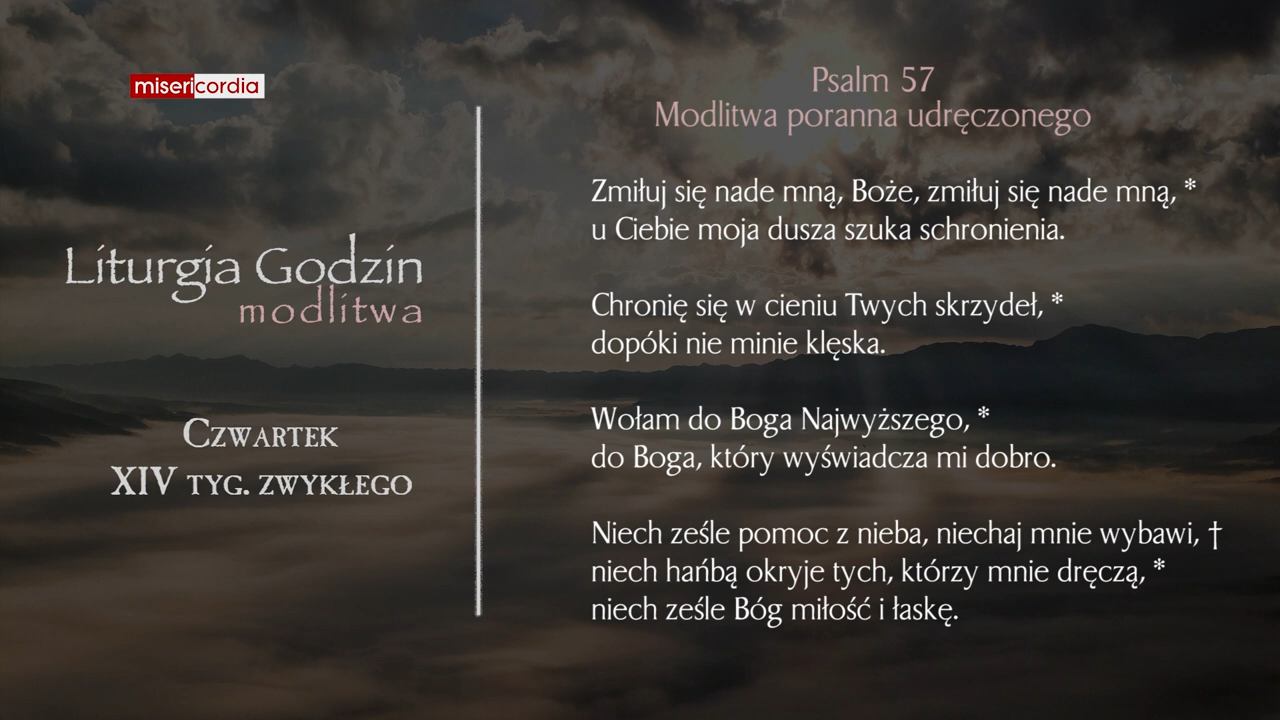 misericordia
Liturgia Godzin
modlitwa
Czwartek
XIV tyg. zwykłego
Psalm 57
Modlitwa poranna udręczonego
Zmiłuj się nade mną, Boże, zmiłuj się nade mną, *
u Ciebie moja dusza szuka schronienia.
Chronię się w cieniu Twych skrzydeł, *
dopóki nie minie klęska.
Wołam do Boga Najwyższego, *
do Boga, który wyświadcza mi dobro.
Niech ześle pomoc z nieba, niechaj mnie wybawi, †
niech hańbą okryje tych, którzy mnie dręczą, *
niech ześle Bóg miłość i łaskę.